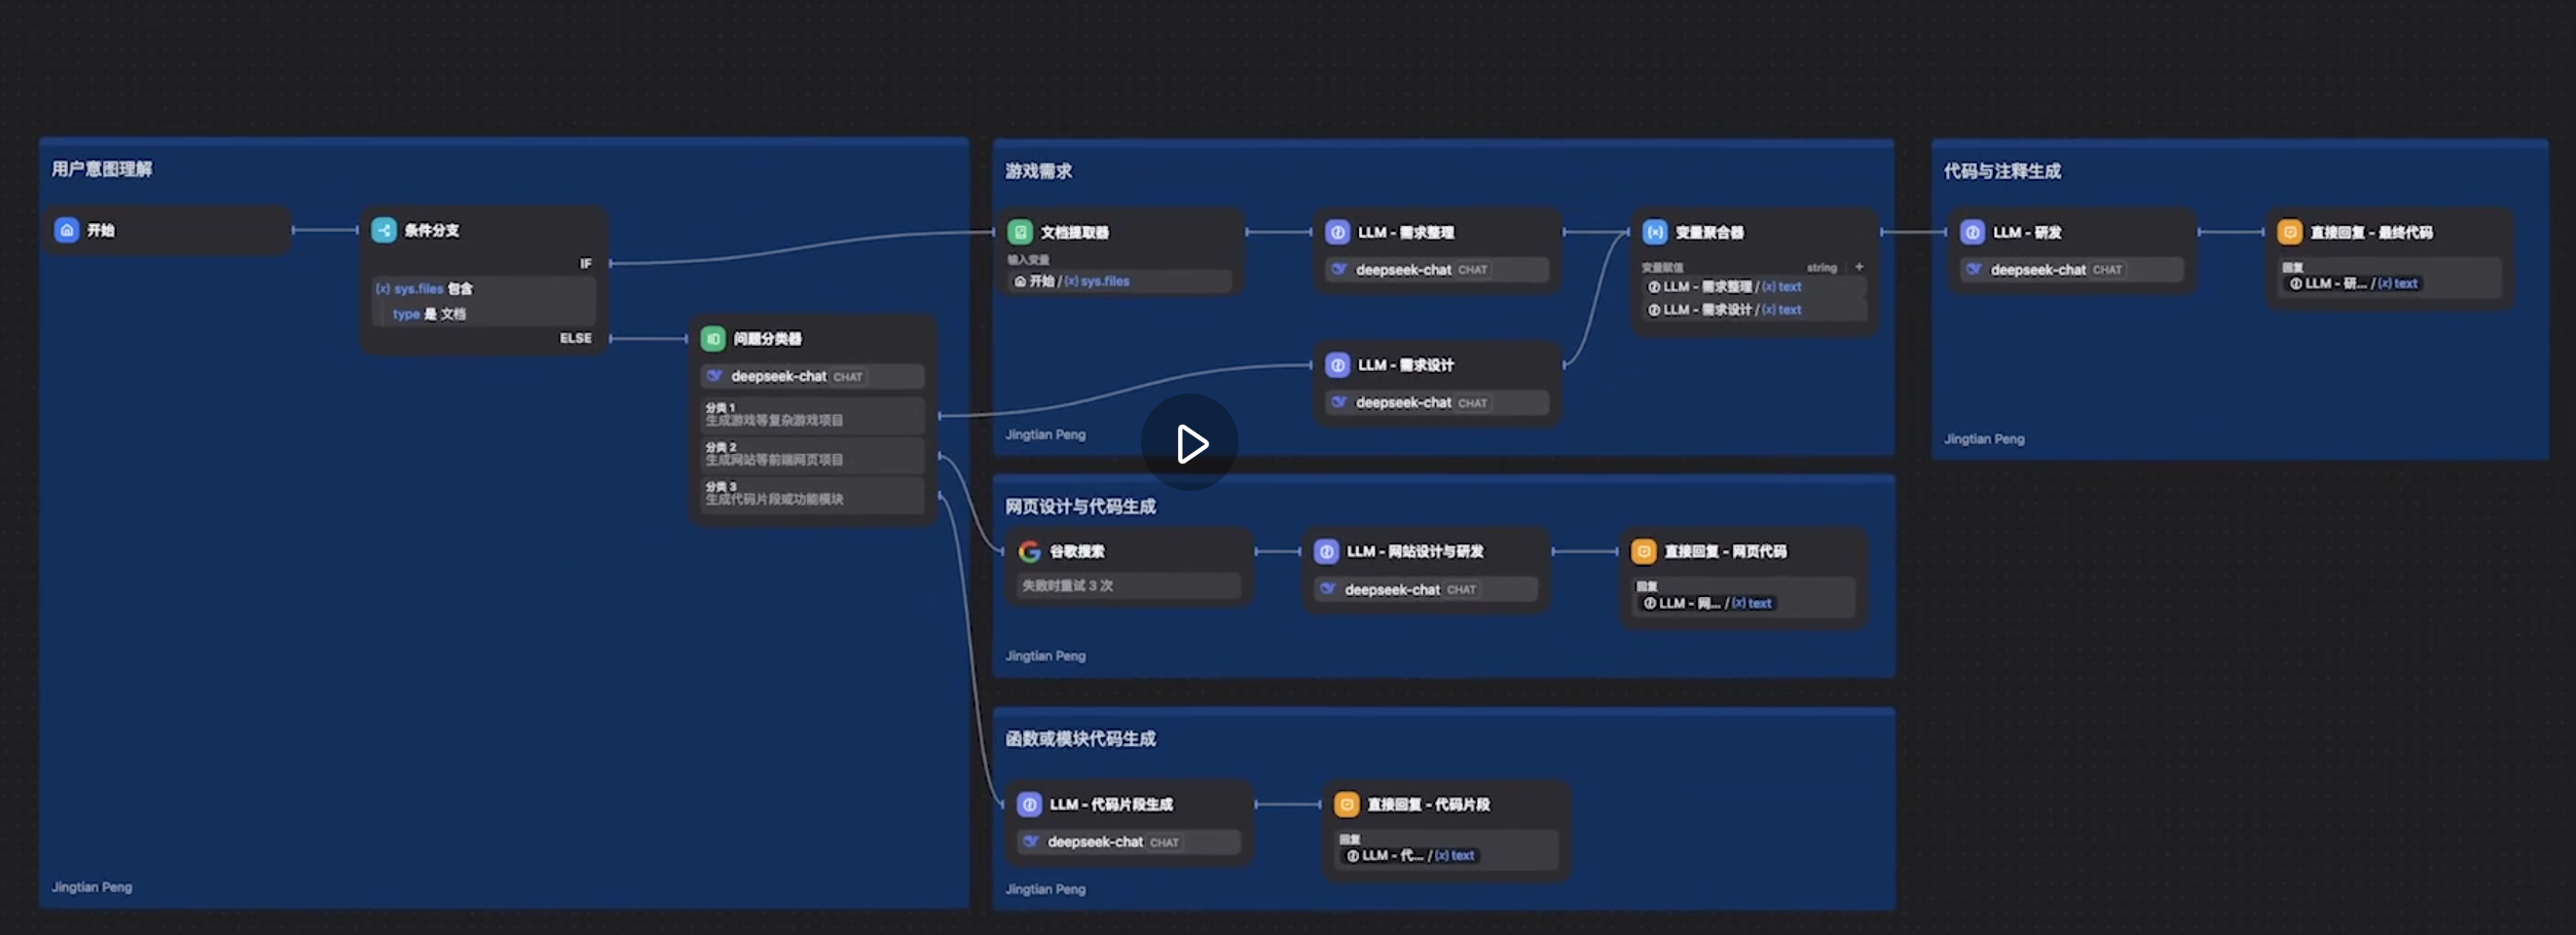 用户意图理解
开始
条件分支
IF
{x} sys.files 包含
type 是 文档
ELSE
问题分类器
deepseek-chat CHAT
分类 1
生成游戏等复杂游戏项目
分类 2
生成网站等前端网页项目
分类 3
生成代码片段或功能模块
Jingtian Peng
游戏需求
文档提取器
输入变量
开始 / {x} sys.files
LLM - 需求整理
deepseek-chat CHAT
LLM - 需求设计
deepseek-chat CHAT
变量聚合器
变量赋值 string +
LLM - 需求整理 / {x} text
LLM - 需求设计 / {x} text
Jingtian Peng
代码与注释生成
LLM - 研发
deepseek-chat CHAT
直接回复 - 最终代码
回复
LLM - 研... / {x} text
Jingtian Peng
网页设计与代码生成
谷歌搜索
失败时重试 3 次
LLM - 网站设计与研发
deepseek-chat CHAT
直接回复 - 网页代码
回复
LLM - 网... / {x} text
Jingtian Peng
函数或模块代码生成
LLM - 代码片段生成
deepseek-chat CHAT
直接回复 - 代码片段
回复
LLM - 代... / {x} text
Jingtian Peng